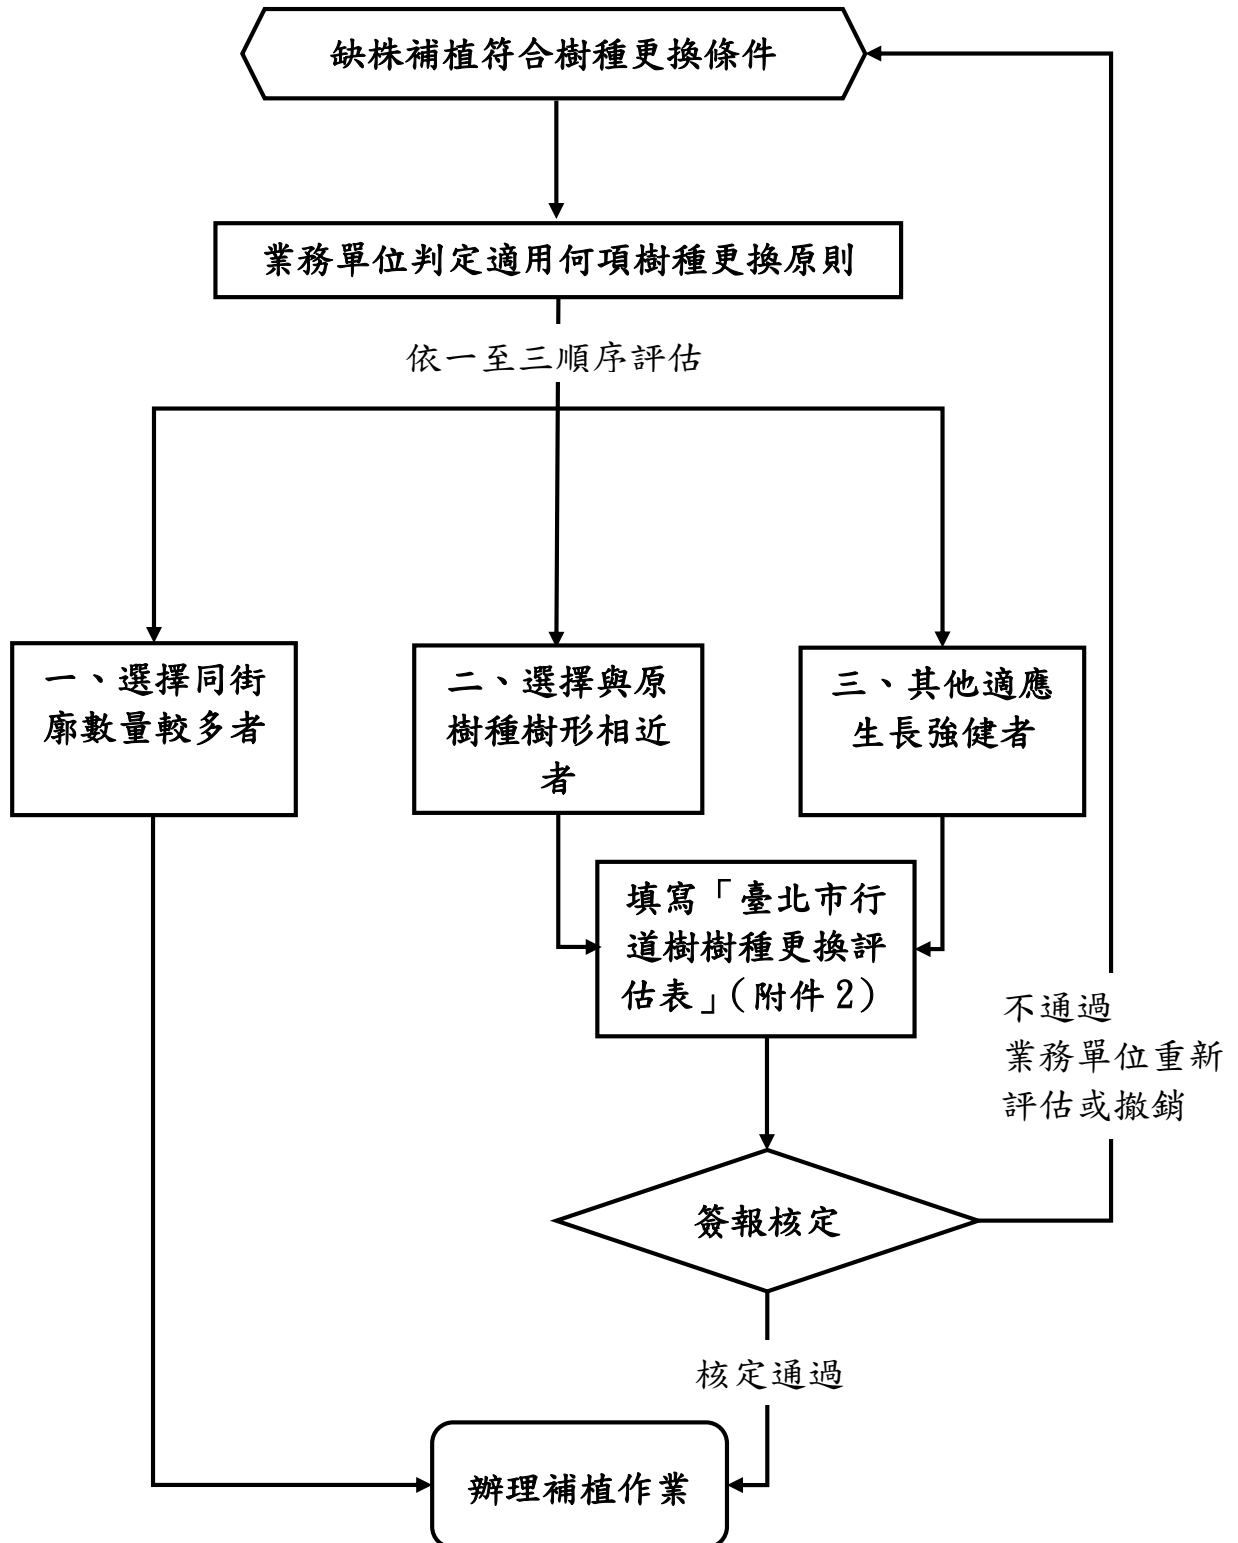 缺株補植符合樹種更換條件
業務單位判定適用何項樹種更換原則
依一至三順序評估
一、選擇同街
廓數量較多者
二、選擇與原
樹種樹形相近
者
三、其他適應
生長強健者
填寫「臺北市行
道樹樹種更換評
估表」(附件 2)
不通過
業務單位重新
評估或撤銷
簽報核定
核定通過
辦理補植作業